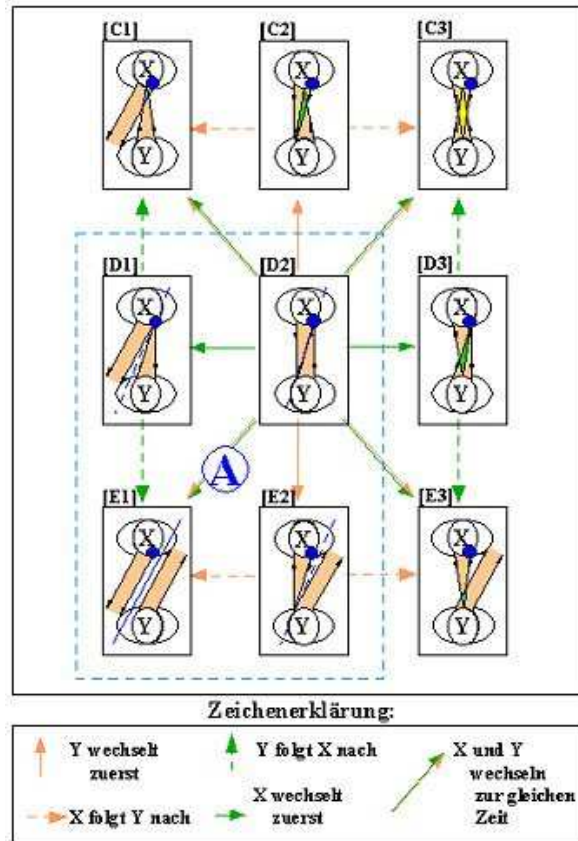 [C1] [C2] [C3]
X X X
Y Y Y
[D1] [D2] [D3]
X X X
Y Y Y
A
[E1] [E2] [E3]
X X X
Y Y Y
Zeichenerklärung:
Y wechselt
zuerst
Y folgt X nach
X und Y
wechseln
zur gleichen
Zeit
X folgt Y nach
X wechselt
zuerst